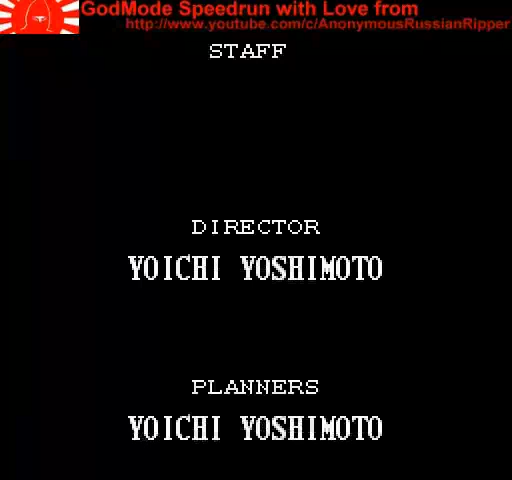 GodMode Speedrun with Love from
http://www.youtube.com/c/AnonymousRussianRipper
STAFF
DIRECTOR
YOICHI YOSHIMOTO
PLANNERS
YOICHI YOSHIMOTO